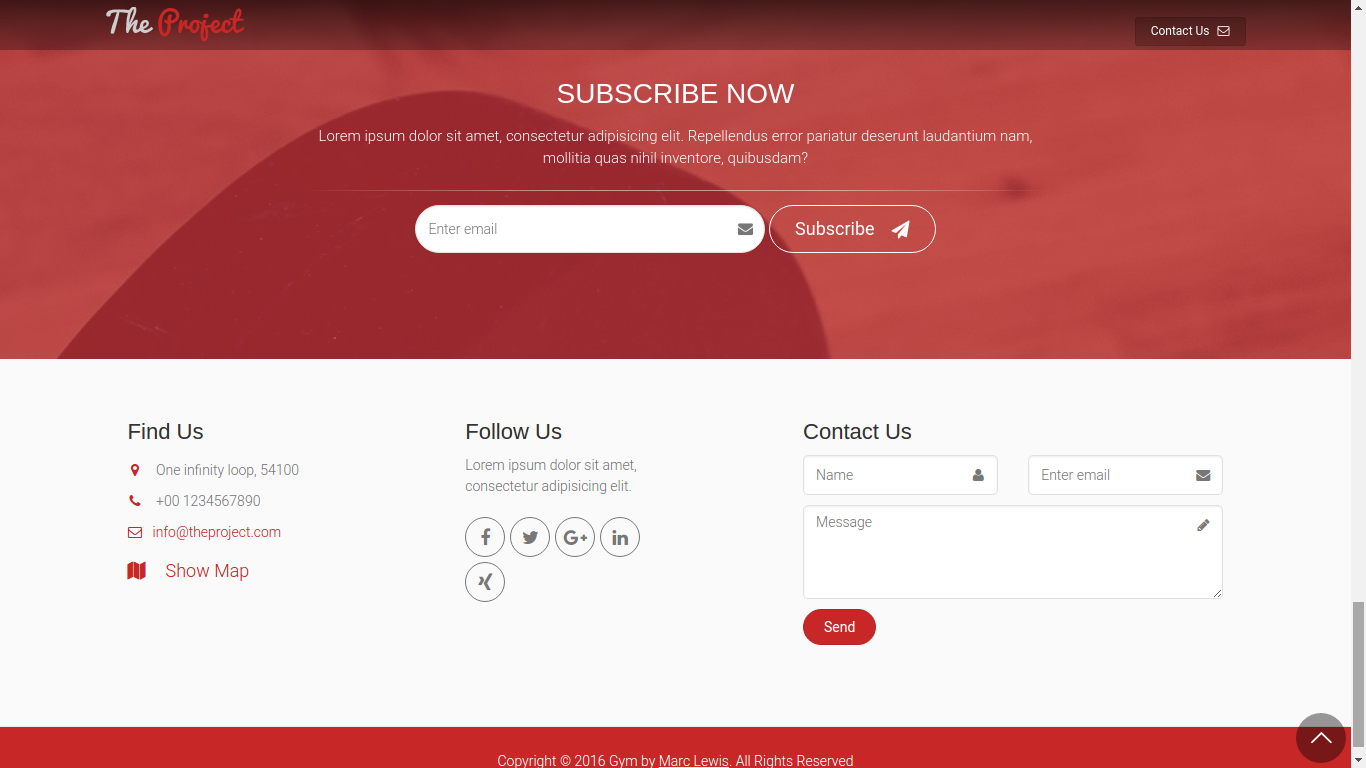 The Project
Contact Us
SUBSCRIBE NOW
Lorem ipsum dolor sit amet, consectetur adipisicing elit. Repellendus error pariatur deserunt laudantium nam,
mollitia quas nihil inventore, quibusdam?
Enter email
Subscribe
Find Us
One infinity loop, 54100
+00 1234567890
info@theproject.com
Show Map
Follow Us
Lorem ipsum dolor sit amet,
consectetur adipisicing elit.
Contact Us
Name
Enter email
Message
Send
Copyright © 2016 Gym by Marc Lewis. All Rights Reserved